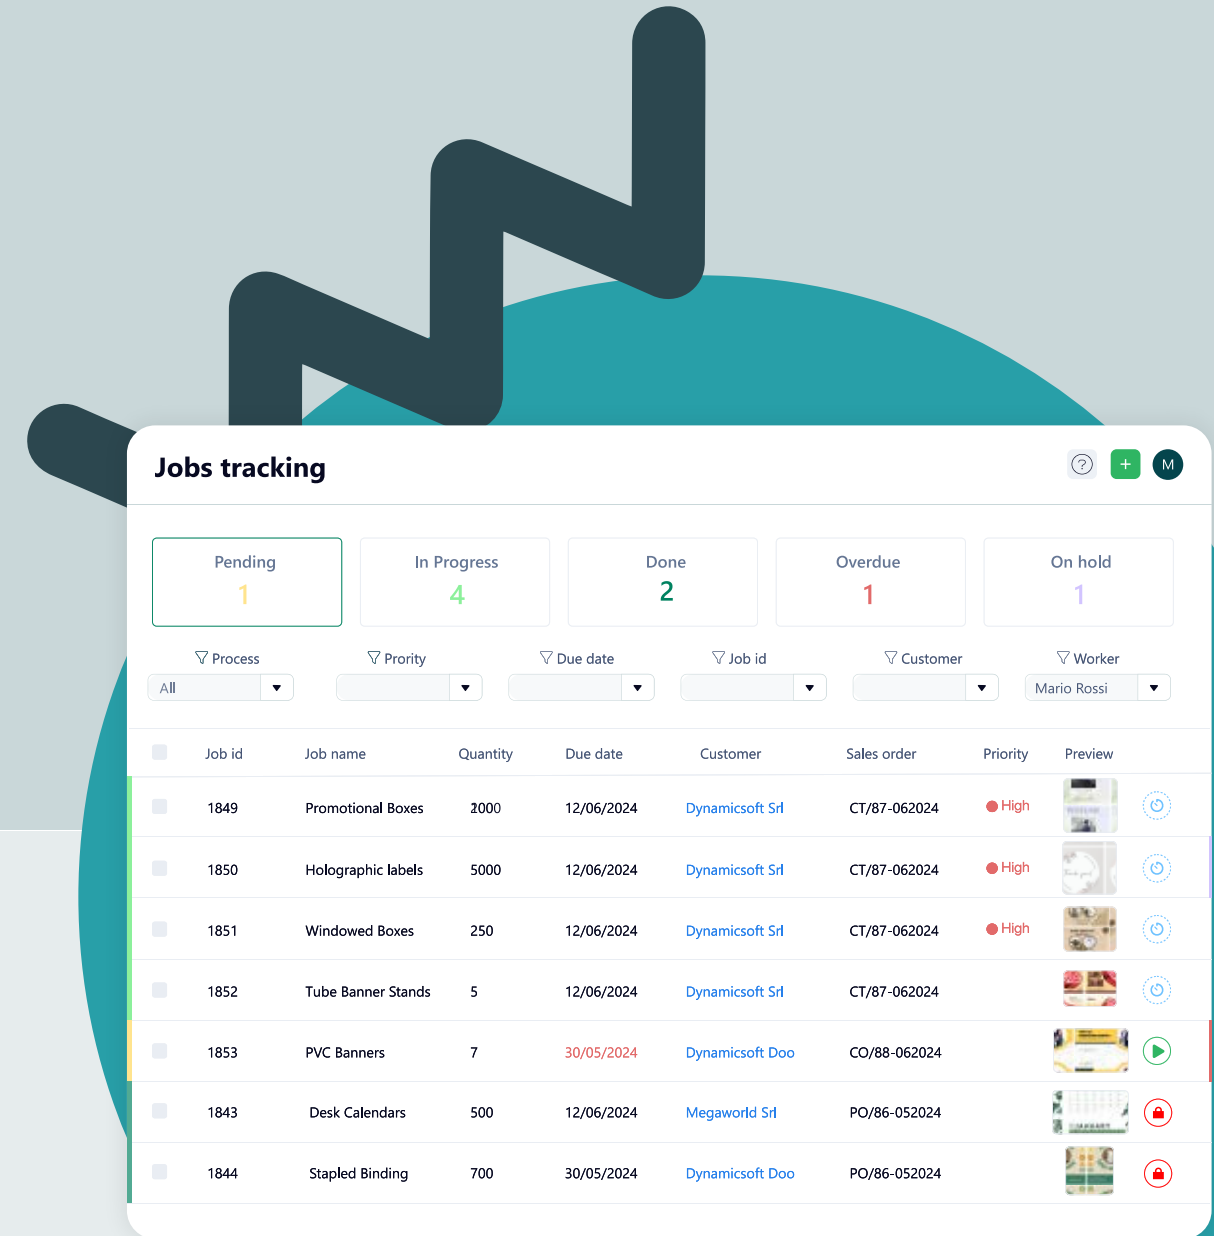 Jobs tracking
? + M
Pending In Progress Done Overdue On hold
1 4 2 1 1
Process Prority Due date Job id Customer Worker
All Mario Rossi
Job id Job name Quantity Due date Customer Sales order Priority Preview
1849 Promotional Boxes 12/06/2024 Dynamicsoft Srl CT/87-062024 High
1850 Holographic labels 5000 12/06/2024 Dynamicsoft Srl CT/87-062024 High
1851 Windowed Boxes 250 12/06/2024 Dynamicsoft Srl CT/87-062024 High
1852 Tube Banner Stands 5 12/06/2024 Dynamicsoft Srl CT/87-062024
1853 PVC Banners 7 30/05/2024 Dynamicsoft Doo CO/88-062024
1843 Desk Calendars 500 12/06/2024 Megaworld Srl PO/86-052024
1844 Stapled Binding 700 30/05/2024 Dynamicsoft Doo PO/86-052024